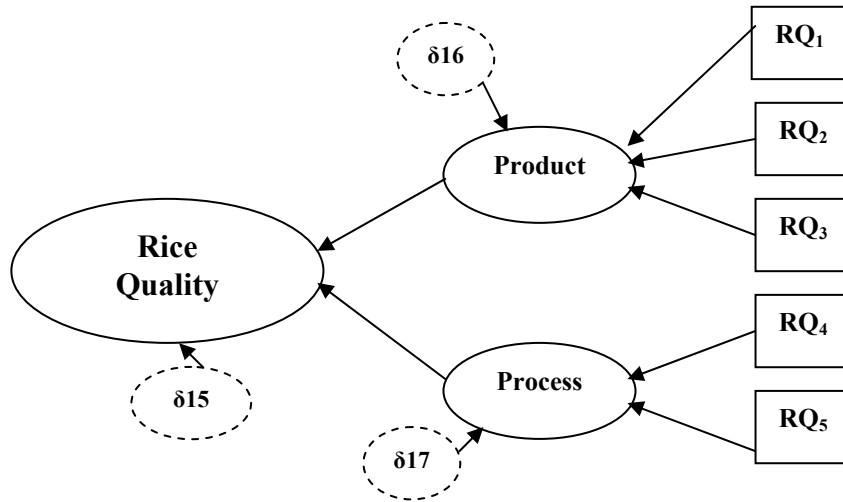 RQ₁
δ16
RQ₂
Product
RQ₃
Rice
Quality
RQ₄
Process
δ15
RQ₅
δ17